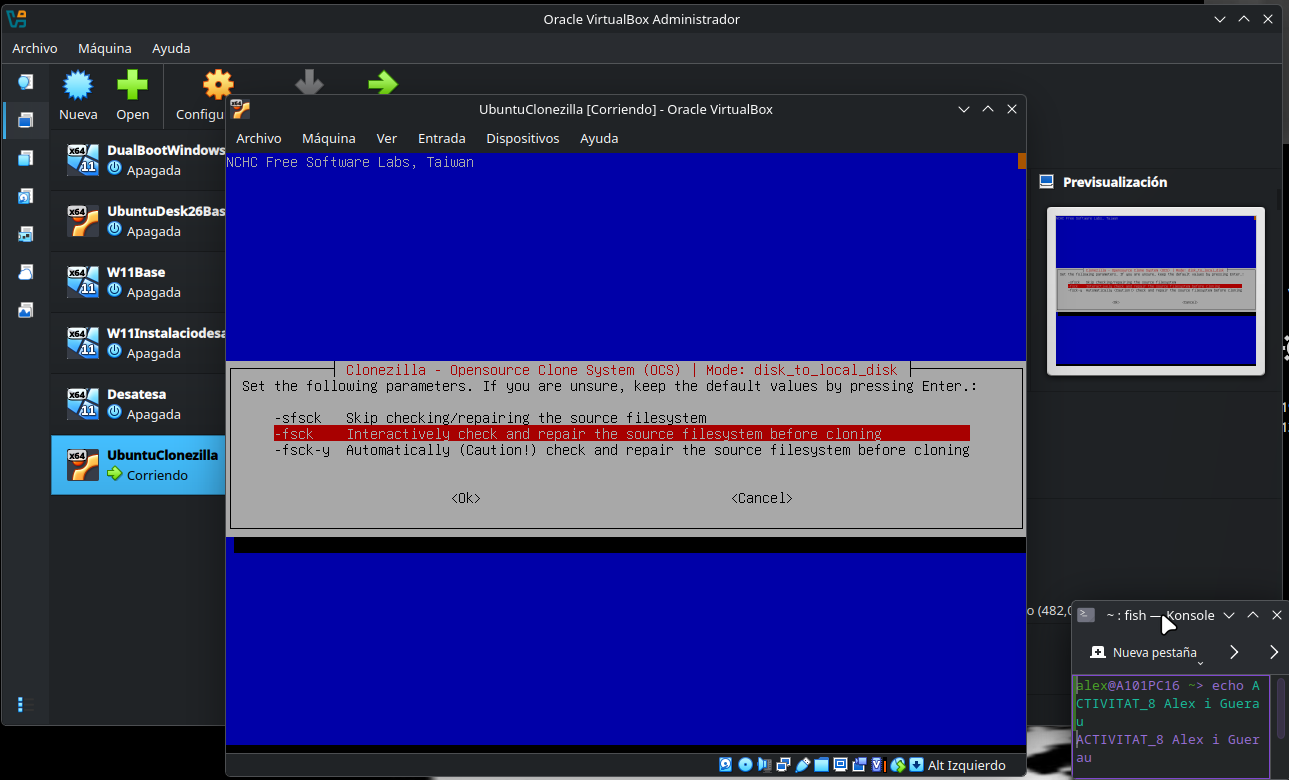 Oracle VirtualBox Administrador
Archivo Máquina Ayuda
Nueva Open Configu
UbuntuClonezilla [Corriendo] - Oracle VirtualBox
Archivo Máquina Ver Entrada Dispositivos Ayuda
DualBootWindows
Apagada
UbuntuDesk26Bas
Apagada
W11Base
Apagada
W11Instalaciodesa
Apagada
Desatesa
Apagada
UbuntuClonezilla
Corriendo
NCHC Free Software Labs, Taiwan
Clonezilla - Opensource Clone System (OCS) | Mode: disk_to_local_disk
Set the following parameters. If you are unsure, keep the default values by pressing Enter.:
-sfsck Skip checking/repairing the source filesystem
-fsck Interactively check and repair the source filesystem before cloning
-fsck-y Automatically (Caution!) check and repair the source filesystem before cloning
<Ok> <Cancel>
Alt Izquierdo
Previsualización
o (482,0
~ : fish — Konsole
Nueva pestaña
alex@A101PC16 ~> echo A
CTIVITAT_8 Alex i Guera
u
ACTIVITAT_8 Alex i Guer
au